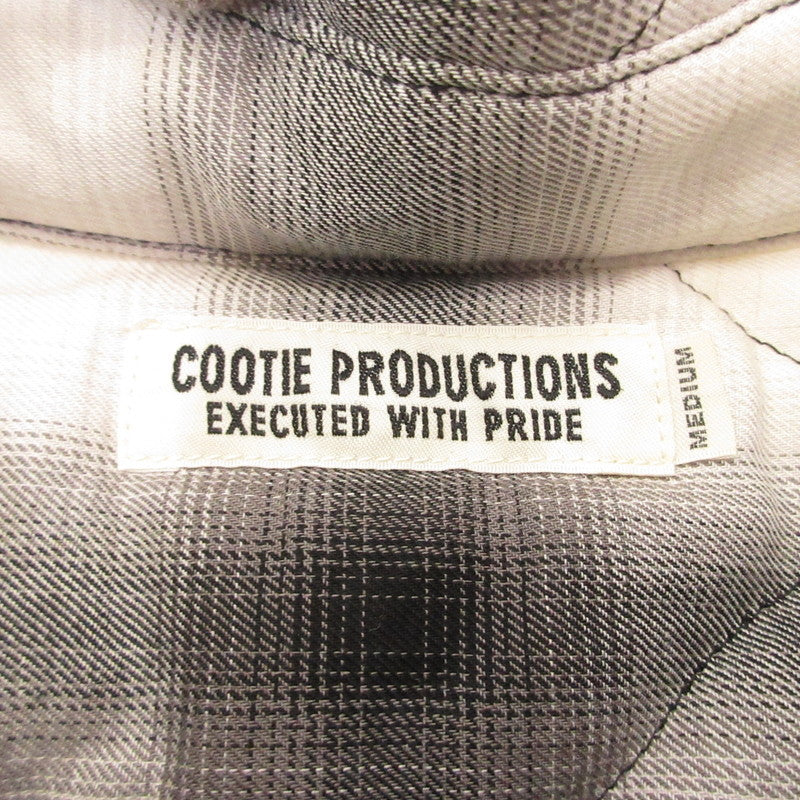 COOTIE PRODUCTIONS
EXECUTED WITH PRIDE
MEDIUM